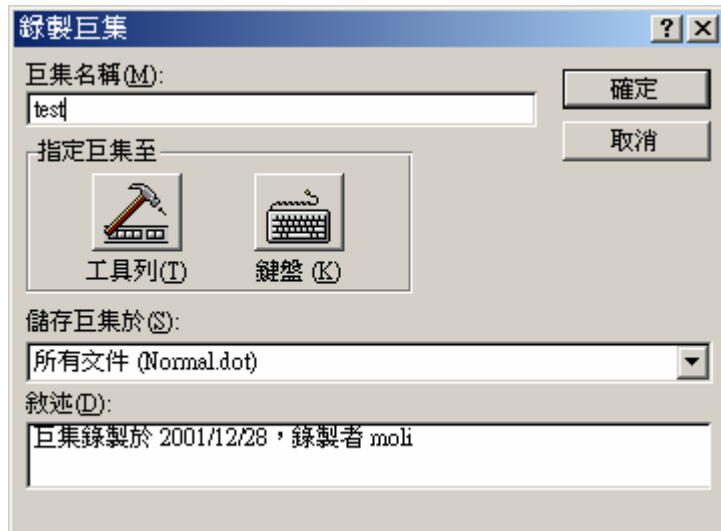 錄製巨集
巨集名稱(M):
test
確定
取消
指定巨集至
工具列(T)
鍵盤 (K)
儲存巨集於(S):
所有文件 (Normal.dot)
敘述(D):
巨集錄製於 2001/12/28，錄製者 moli